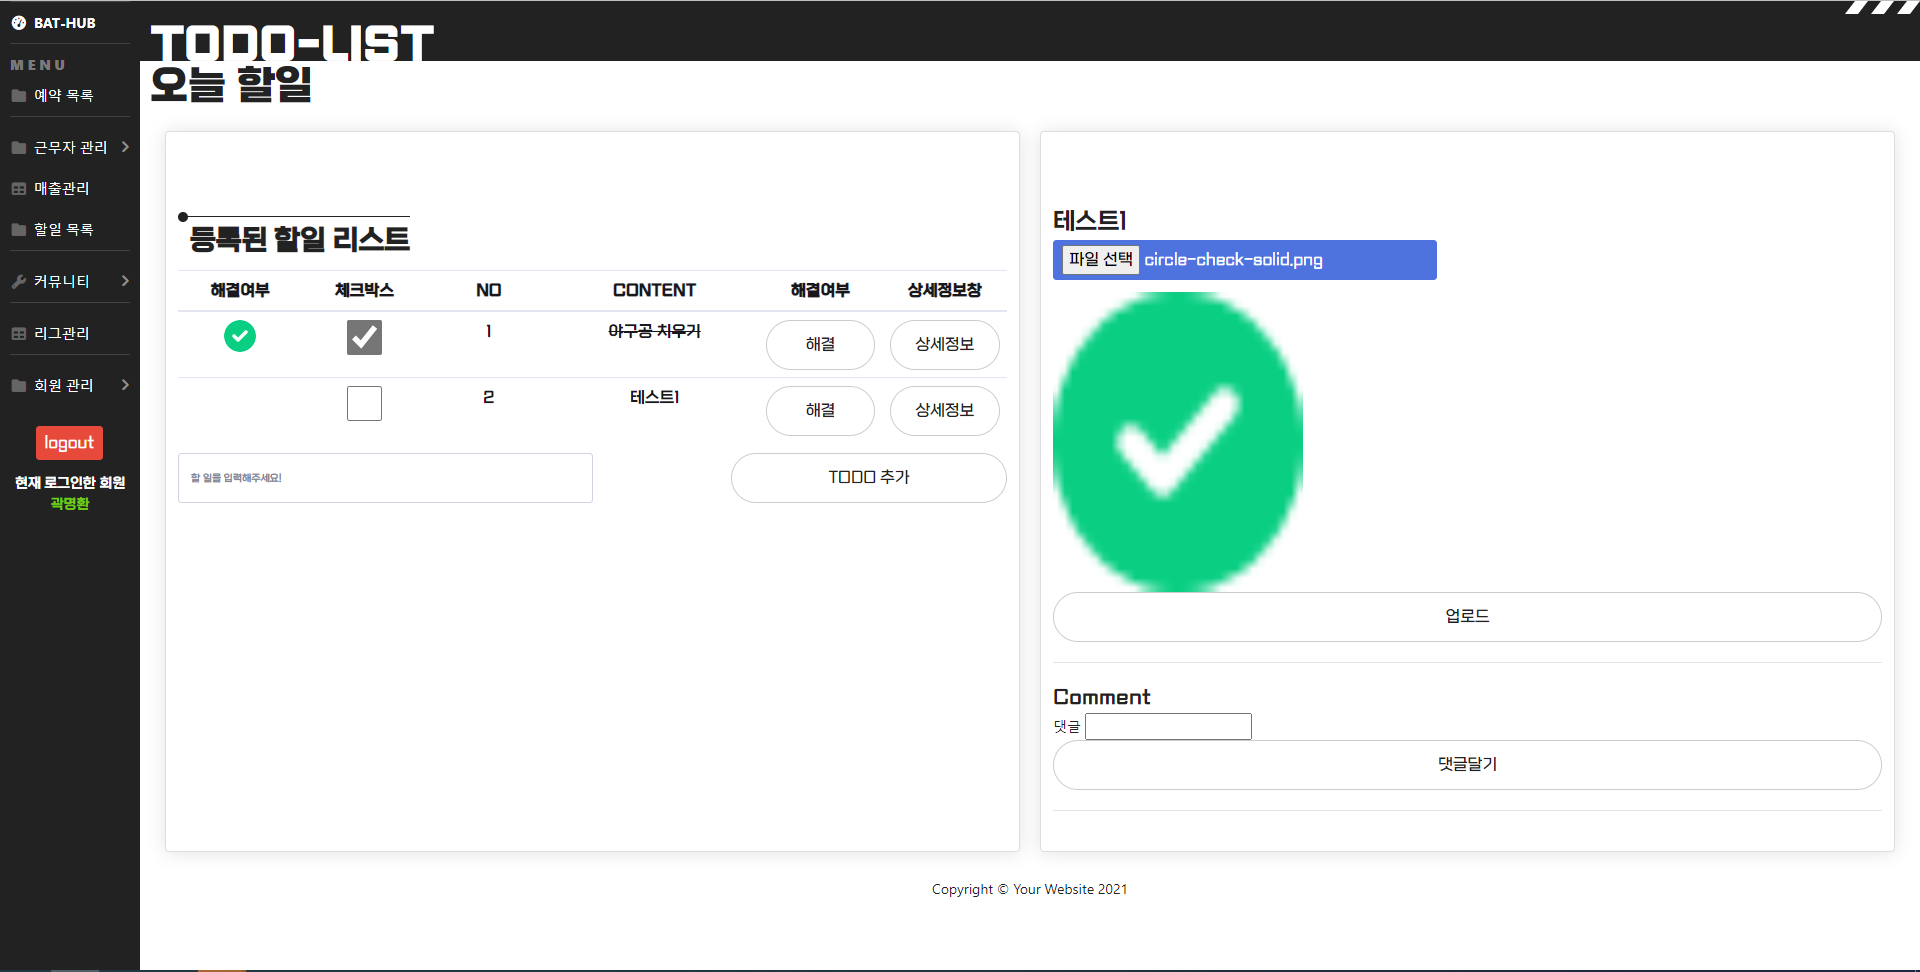 BAT-HUB
MENU
예약 목록
근무자 관리
매출관리
할일 목록
커뮤니티
리그관리
회원 관리
logout
현재 로그인한 회원
곽명환
TODO-LIST
오늘 할일
등록된 할일 리스트
해결여부 체크박스 NO CONTENT 해결여부 상세정보창
1 야구공 치우기 해결 상세정보
2 테스트1 해결 상세정보
할 일을 입력해주세요! TODO 추가
테스트1
파일 선택 circle-check-solid.png
업로드
Comment
댓글
댓글달기
Copyright © Your Website 2021